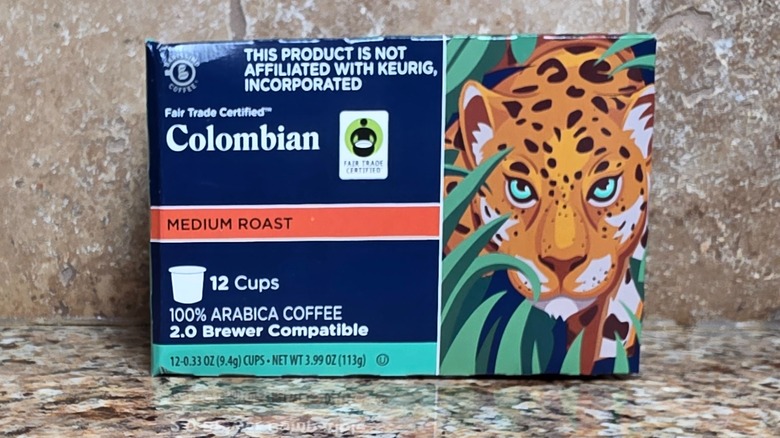 THIS PRODUCT IS NOT
AFFILIATED WITH KEURIG,
INCORPORATED
COFFEE
Fair Trade Certified™
Colombian
FAIR TRADE
CERTIFIED
MEDIUM ROAST
12 Cups
100% ARABICA COFFEE
2.0 Brewer Compatible
12-0.33 OZ (9.4g) CUPS • NET WT 3.99 OZ (113g) U